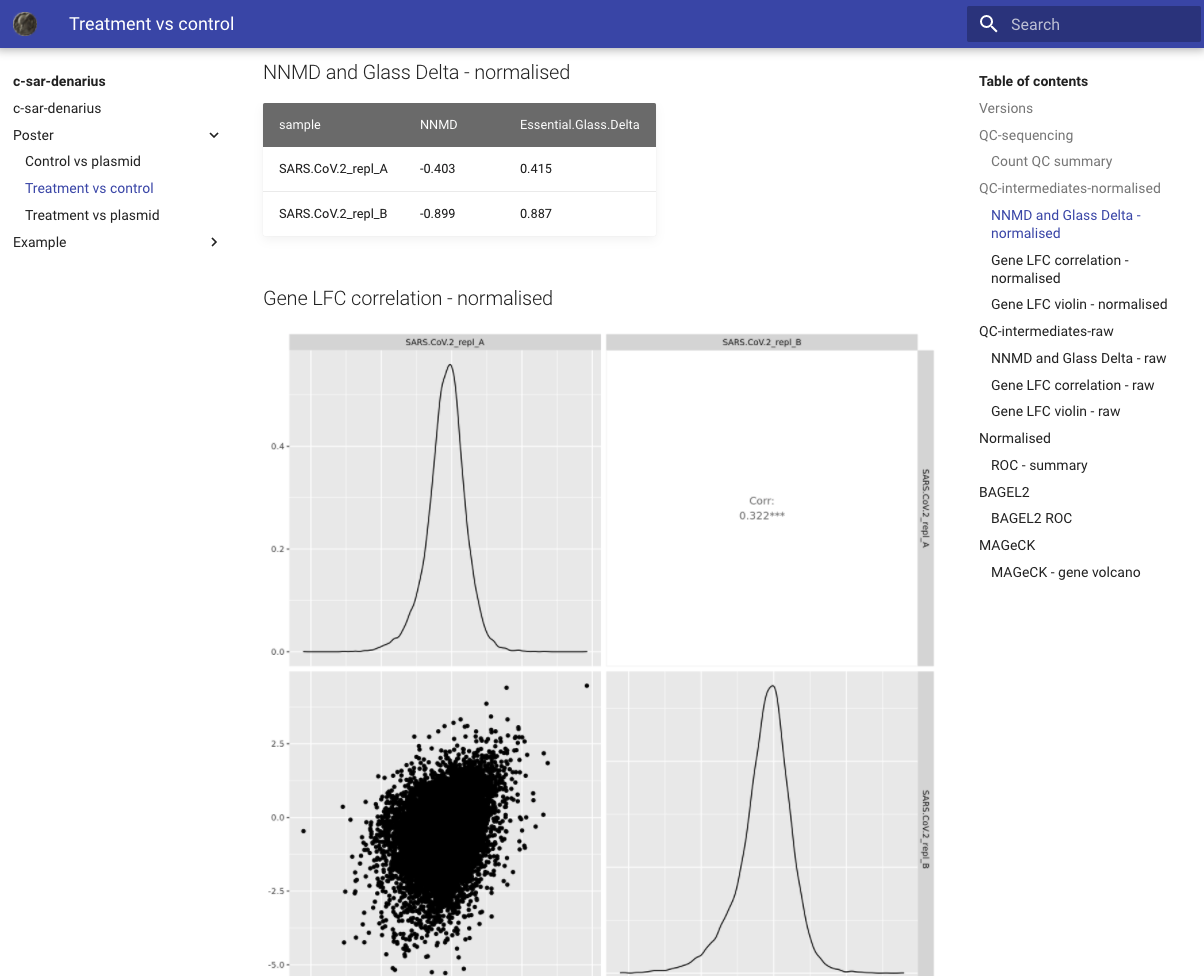 Treatment vs control
Search
c-sar-denarius
c-sar-denarius
Poster
Control vs plasmid
Treatment vs control
Treatment vs plasmid
Example
NNMD and Glass Delta - normalised
sample NNMD Essential.Glass.Delta
SARS.CoV.2_repl_A -0.403 0.415
SARS.CoV.2_repl_B -0.899 0.887
Gene LFC correlation - normalised
SARS.CoV.2_repl_A
SARS.CoV.2_repl_B
0.4
0.2
0.0
Corr:
0.322***
SARS.CoV.2_repl_A
2.5
0.0
-2.5
-5.0
SARS.CoV.2_repl_B
Table of contents
Versions
QC-sequencing
Count QC summary
QC-intermediates-normalised
NNMD and Glass Delta -
normalised
Gene LFC correlation -
normalised
Gene LFC violin - normalised
QC-intermediates-raw
NNMD and Glass Delta - raw
Gene LFC correlation - raw
Gene LFC violin - raw
Normalised
ROC - summary
BAGEL2
BAGEL2 ROC
MAGeCK
MAGeCK - gene volcano